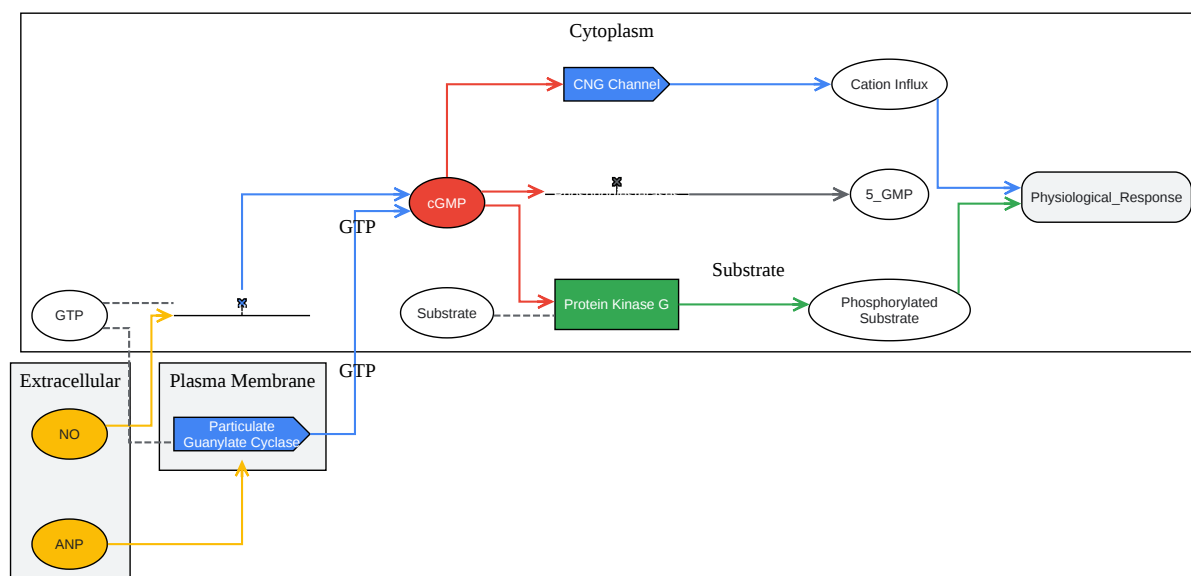 Cytoplasm
CNG Channel
Cation Influx
cGMP
5_GMP
Physiological_Response
GTP
Substrate
GTP
Substrate
Protein Kinase G
Phosphorylated
Substrate
GTP
Extracellular
Plasma Membrane
NO
Particulate
Guanylate Cyclase
ANP